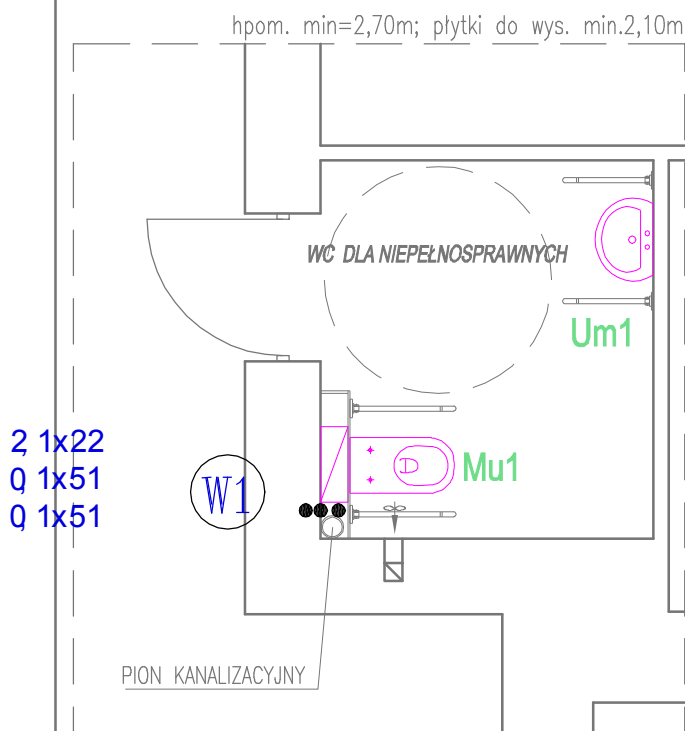 hpom. min=2,70m; płytki do wys. min.2,10m
WC DLA NIEPEŁNOSPRAWNYCH
Um1
2, 1x22
0, 1x51
0, 1x51
Mu1
W1
PION KANALIZACYJNY